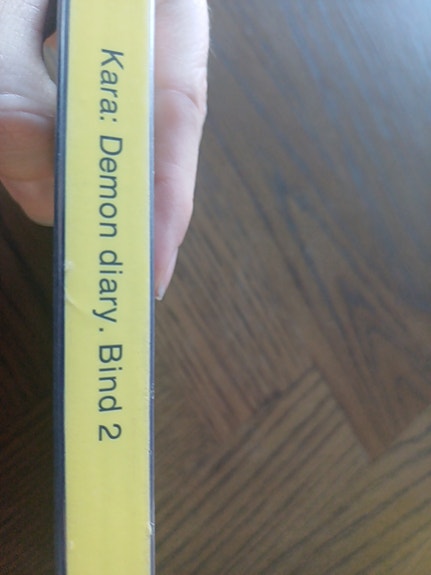 Kara: Demon diary. Bind 2